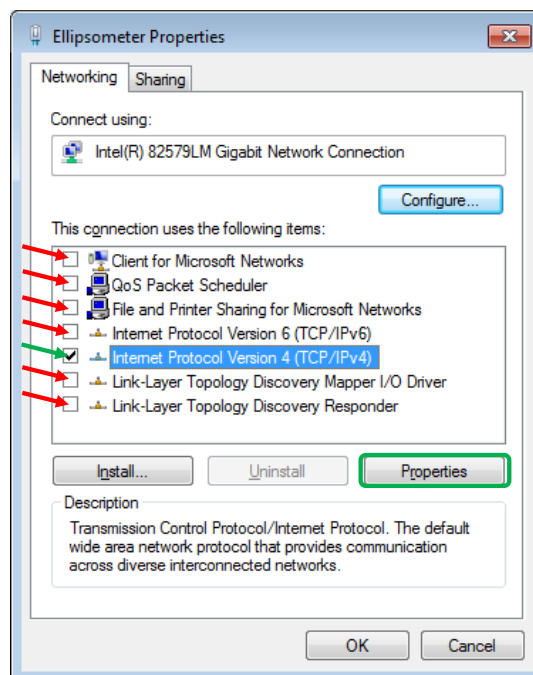 Ellipsometer Properties
Networking
Sharing
Connect using:
Intel(R) 82579LM Gigabit Network Connection
Configure...
This connection uses the following items:
Client for Microsoft Networks
QoS Packet Scheduler
File and Printer Sharing for Microsoft Networks
Internet Protocol Version 6 (TCP/IPv6)
Internet Protocol Version 4 (TCP/IPv4)
Link-Layer Topology Discovery Mapper I/O Driver
Link-Layer Topology Discovery Responder
Install...
Uninstall
Properties
Description
Transmission Control Protocol/Internet Protocol. The default
wide area network protocol that provides communication
across diverse interconnected networks.
OK
Cancel